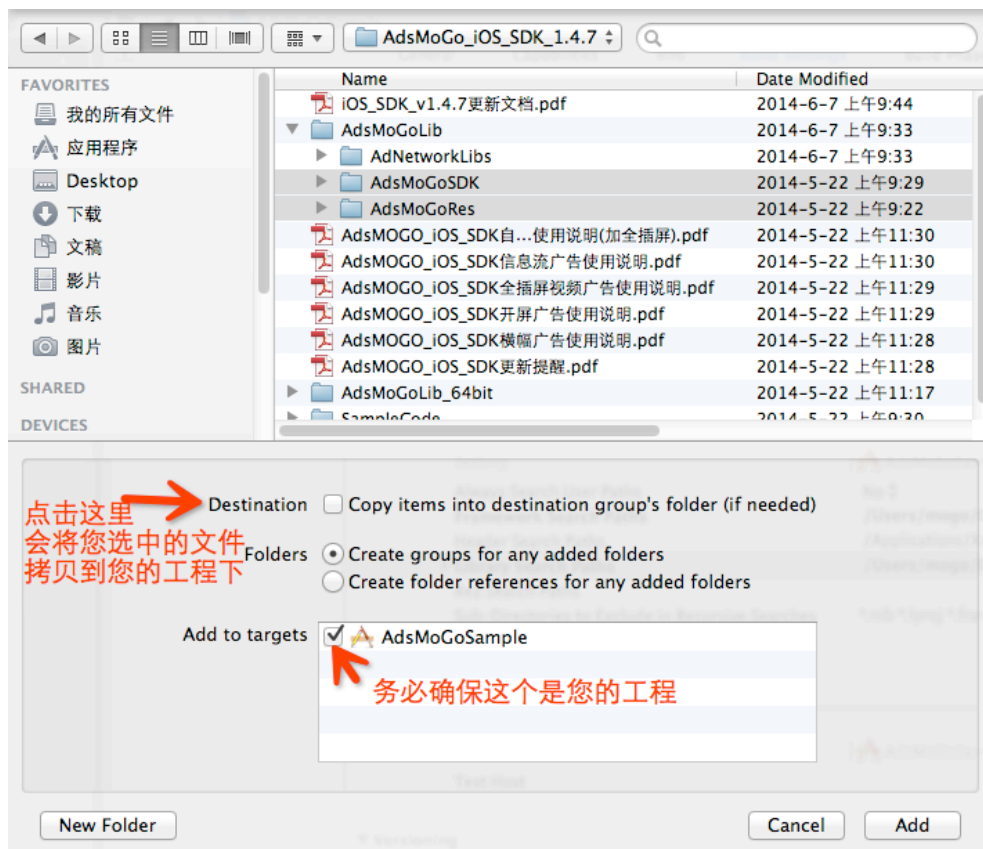 AdsMoGo_iOS_SDK_1.4.7
FAVORITES
我的所有文件
应用程序
Desktop
下载
文稿
影片
音乐
图片
SHARED
DEVICES
Name Date Modified
iOS_SDK_v1.4.7更新文档.pdf 2014-6-7 上午9:44
AdsMoGoLib 2014-6-7 上午9:33
AdNetworkLibs 2014-6-7 上午9:33
AdsMoGoSDK 2014-5-22 上午9:29
AdsMoGoRes 2014-5-22 上午9:22
AdsMOGO_iOS_SDK自...使用说明(加全插屏).pdf 2014-5-22 上午11:30
AdsMOGO_iOS_SDK信息流广告使用说明.pdf 2014-5-22 上午11:30
AdsMOGO_iOS_SDK全插屏视频广告使用说明.pdf 2014-5-22 上午11:29
AdsMOGO_iOS_SDK开屏广告使用说明.pdf 2014-5-22 上午11:29
AdsMOGO_iOS_SDK横幅广告使用说明.pdf 2014-5-22 上午11:28
AdsMOGO_iOS_SDK更新提醒.pdf 2014-5-22 上午11:28
AdsMoGoLib_64bit 2014-5-22 上午11:17
SampleCode 2014-5-22 上午9:30
点击这里
会将您选中的文件
拷贝到您的工程下
Destination Copy items into destination group's folder (if needed)
Folders Create groups for any added folders
Create folder references for any added folders
Add to targets AdsMoGoSample
务必确保这个是您的工程
New Folder Cancel Add